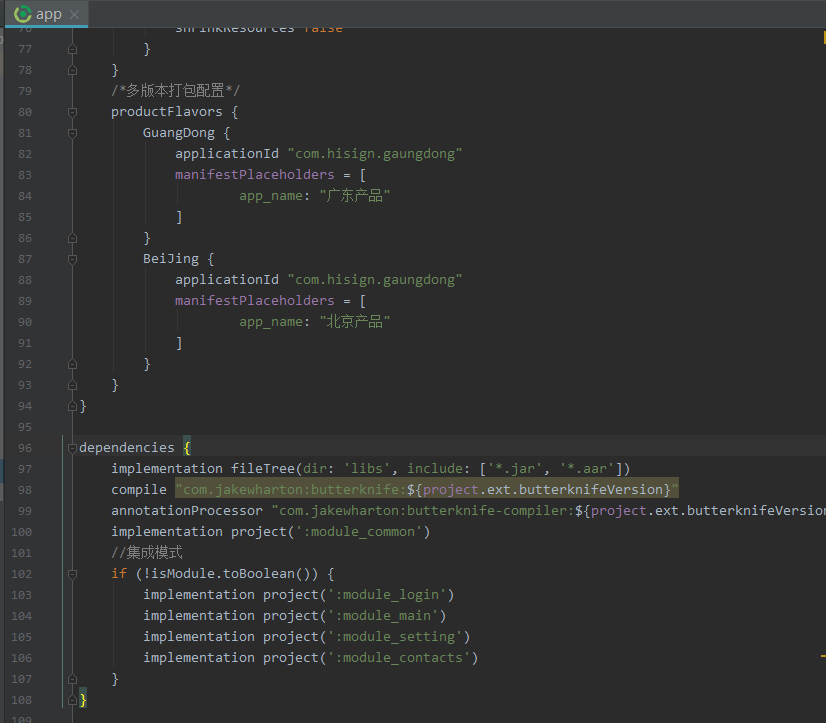 app
76 shrinkResources false
77 }
78 }
79 /*多版本打包配置*/
80 productFlavors {
81 GuangDong {
82 applicationId "com.hisign.gaungdong"
83 manifestPlaceholders = [
84 app_name: "广东产品"
85 ]
86 }
87 BeiJing {
88 applicationId "com.hisign.gaungdong"
89 manifestPlaceholders = [
90 app_name: "北京产品"
91 ]
92 }
93 }
94 }
95
96 dependencies {
97 implementation fileTree(dir: 'libs', include: ['*.jar', '*.aar'])
98 compile "com.jakewharton:butterknife:${project.ext.butterknifeVersion}"
99 annotationProcessor "com.jakewharton:butterknife-compiler:${project.ext.butterknifeVersion
100 implementation project(':module_common')
101 //集成模式
102 if (!isModule.toBoolean()) {
103 implementation project(':module_login')
104 implementation project(':module_main')
105 implementation project(':module_setting')
106 implementation project(':module_contacts')
107 }
108 }
109